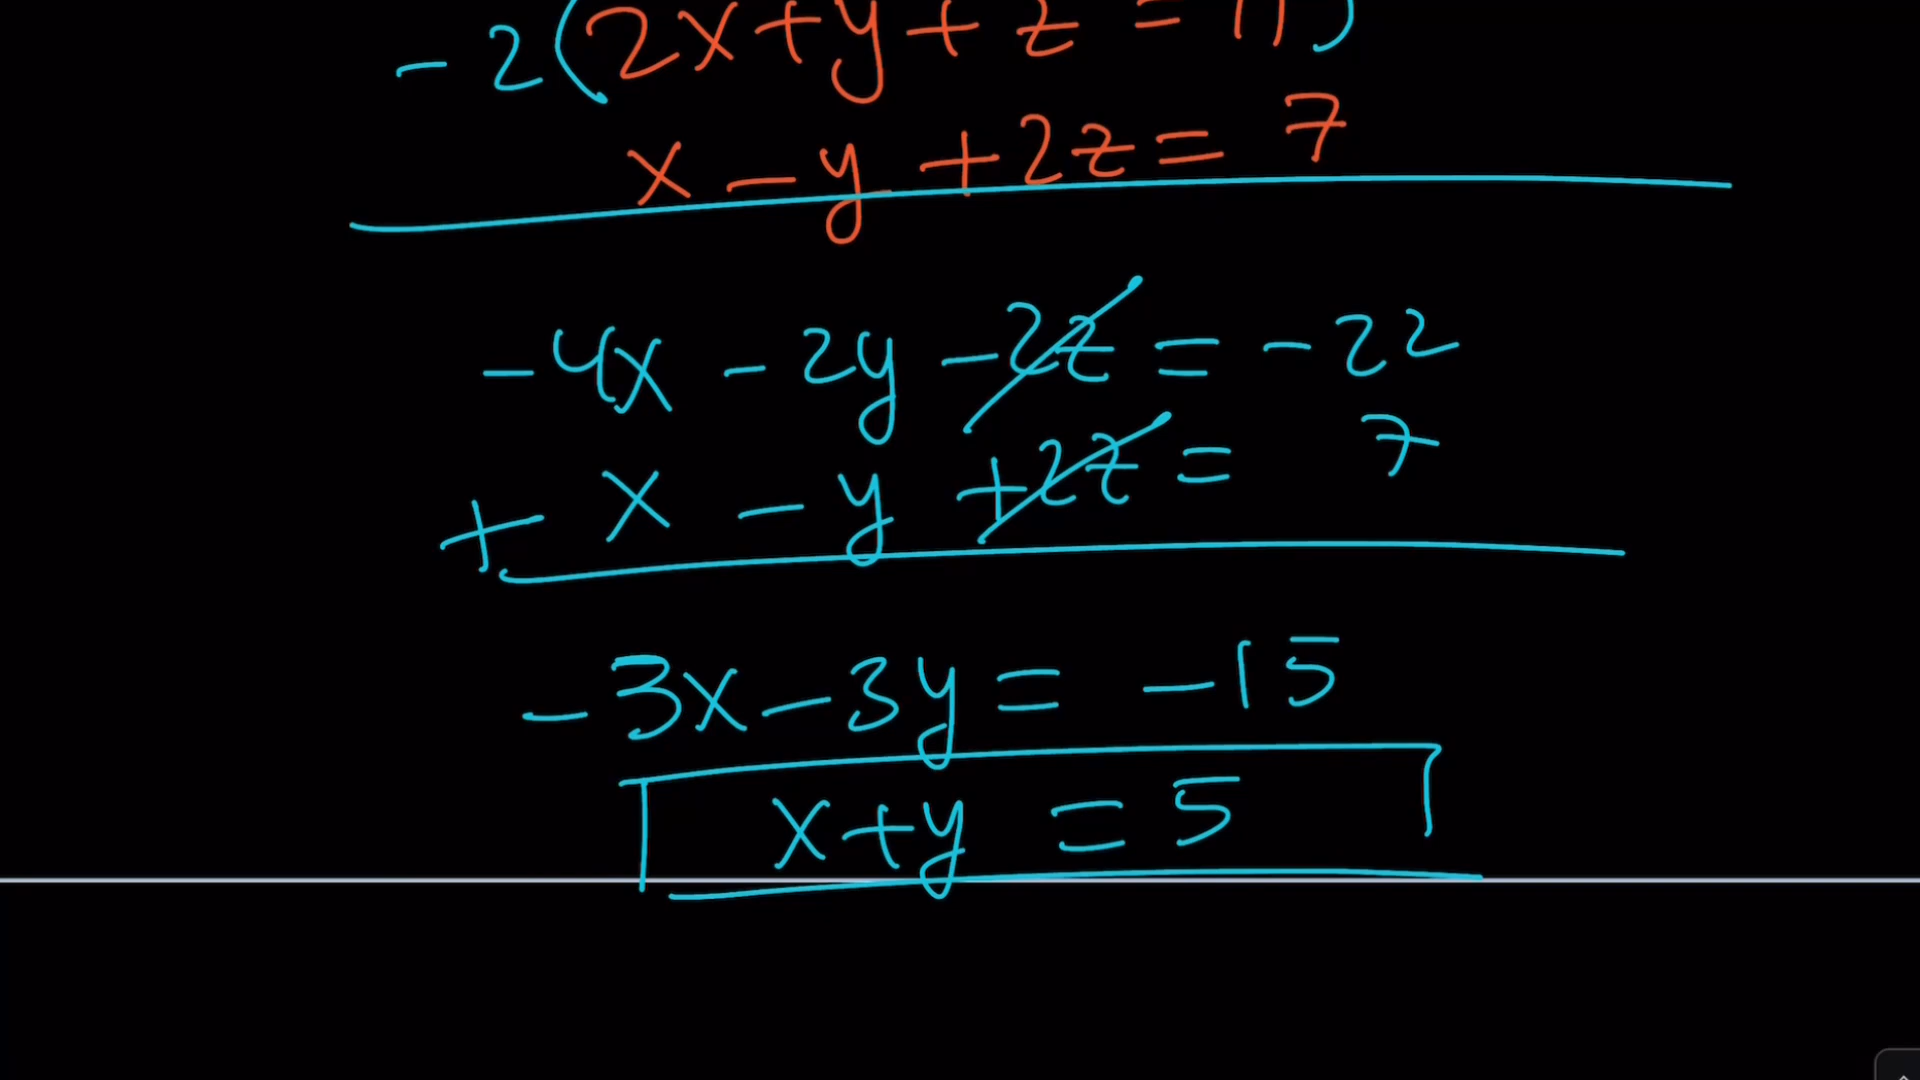 -2(2x+y+z=11)
x-y+2z=7
-4x-2y-2z=-22
+ x-y+2z=7
-3x-3y=-15
x+y=5